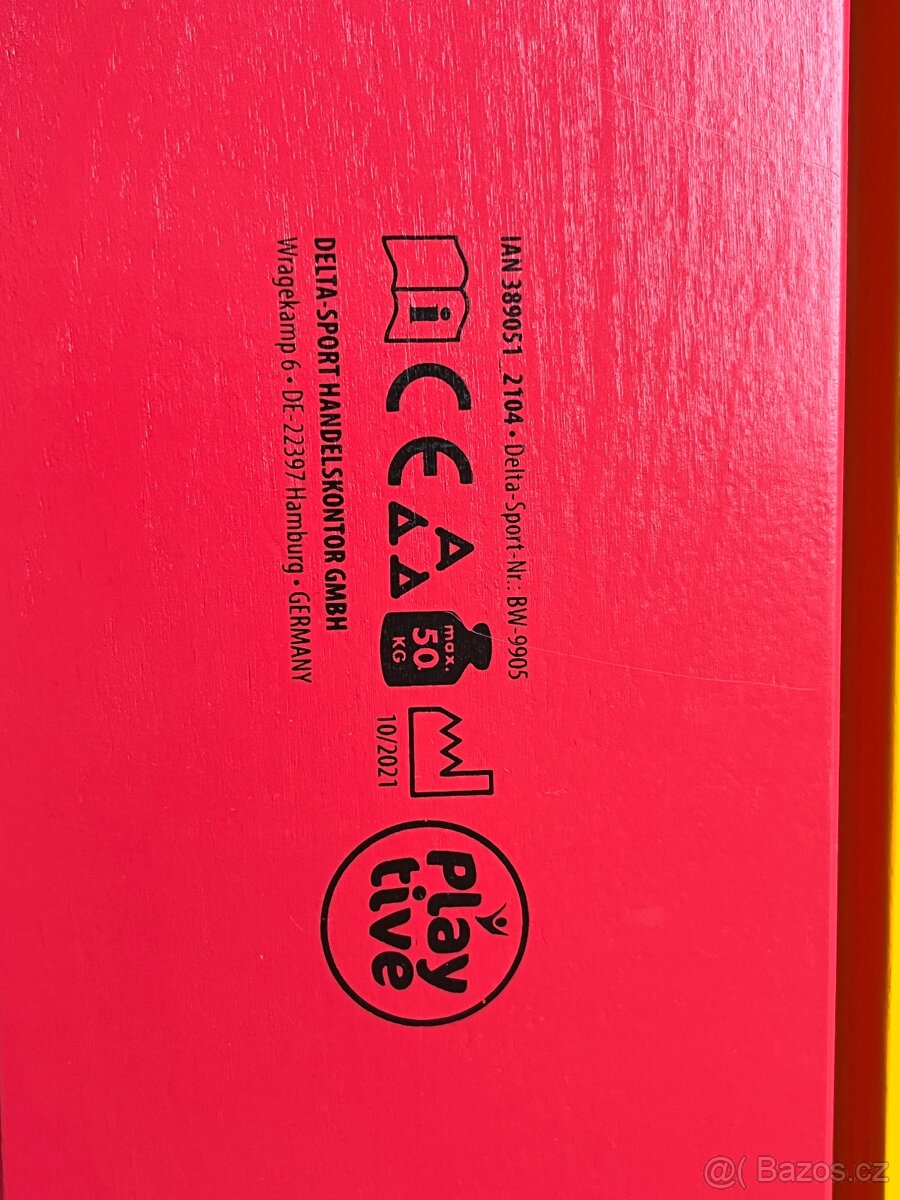 IAN 389051_2104 • Delta-Sport-Nr.: BW-9905
i
CE
max.
50
KG
10/2021
DELTA-SPORT HANDELSKONTOR GMBH
Wragekamp 6 • DE-22397 Hamburg • GERMANY
Play
tive
@( Bazos.cz